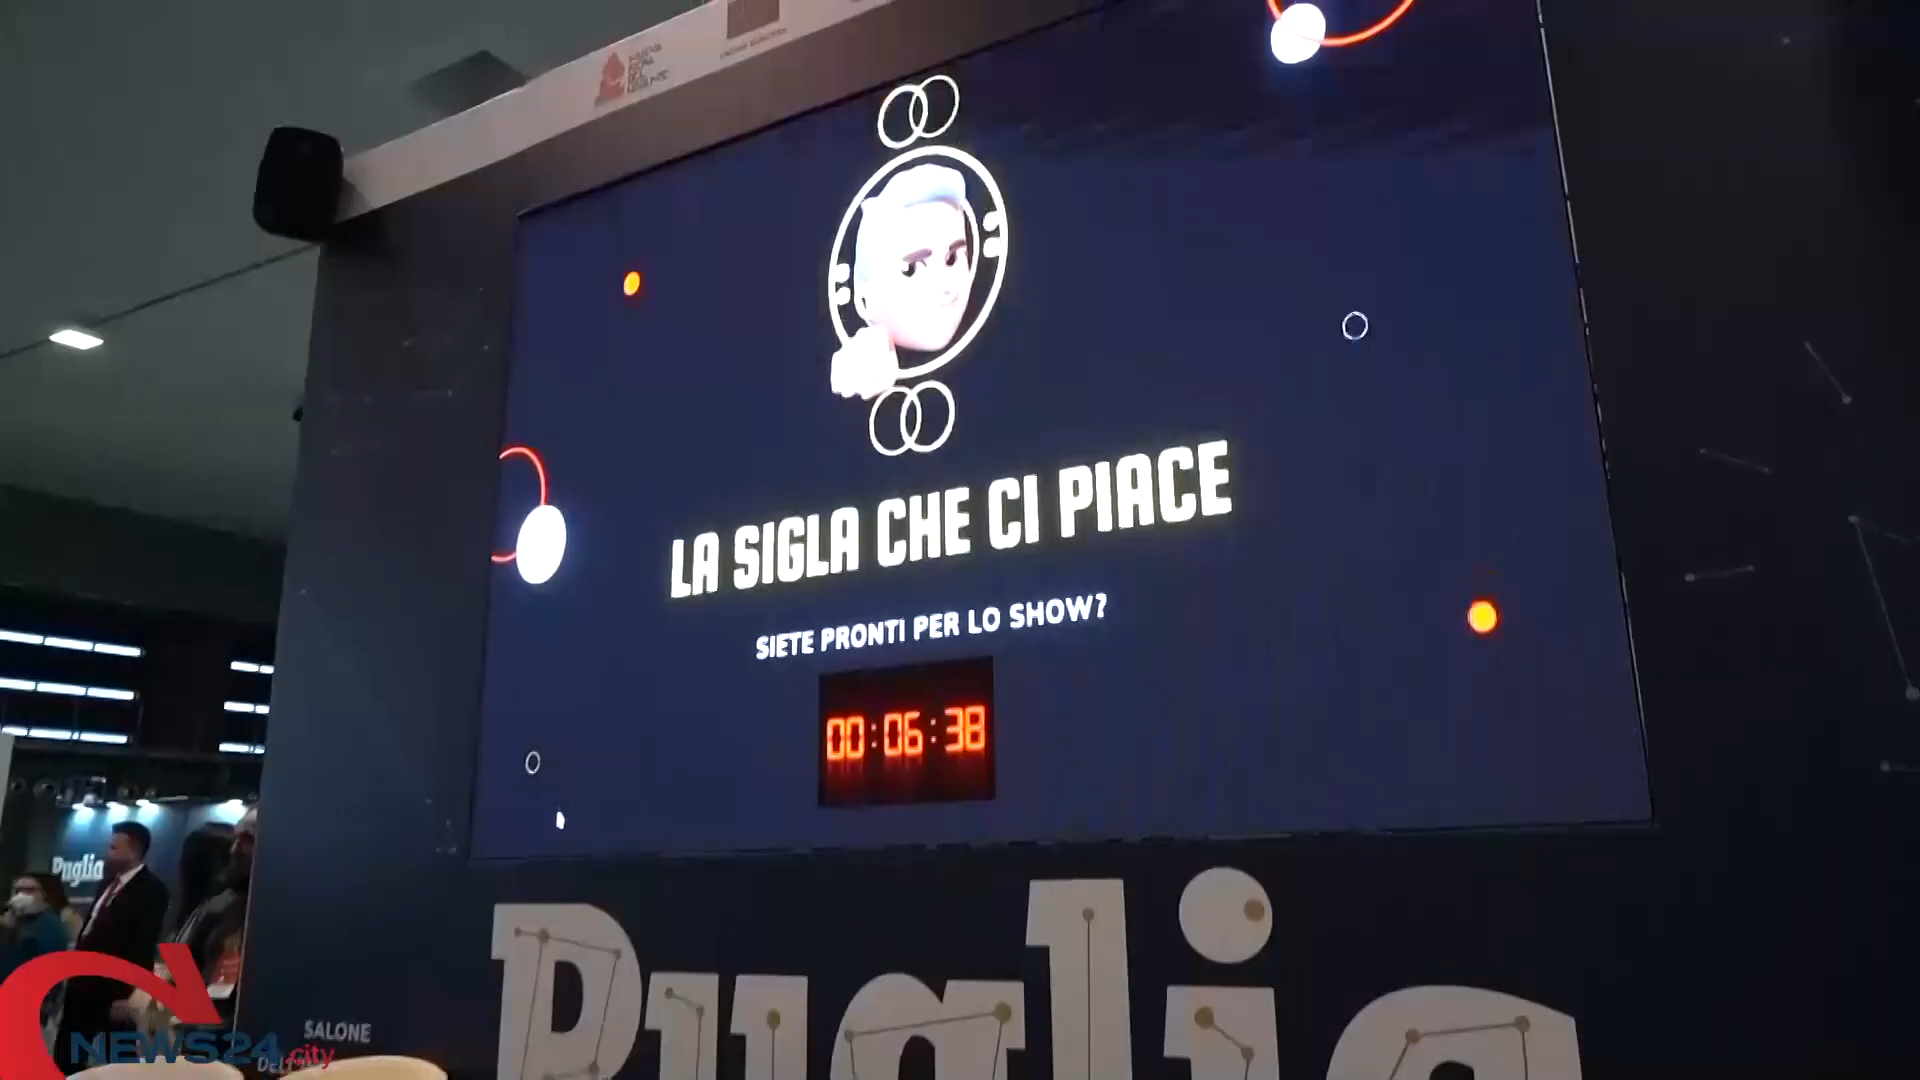 LA SIGLA CHE CI PIACE
SIETE PRONTI PER LO SHOW?
00:06:38
Puglia
Puglia
SALONE
NEWS24.city